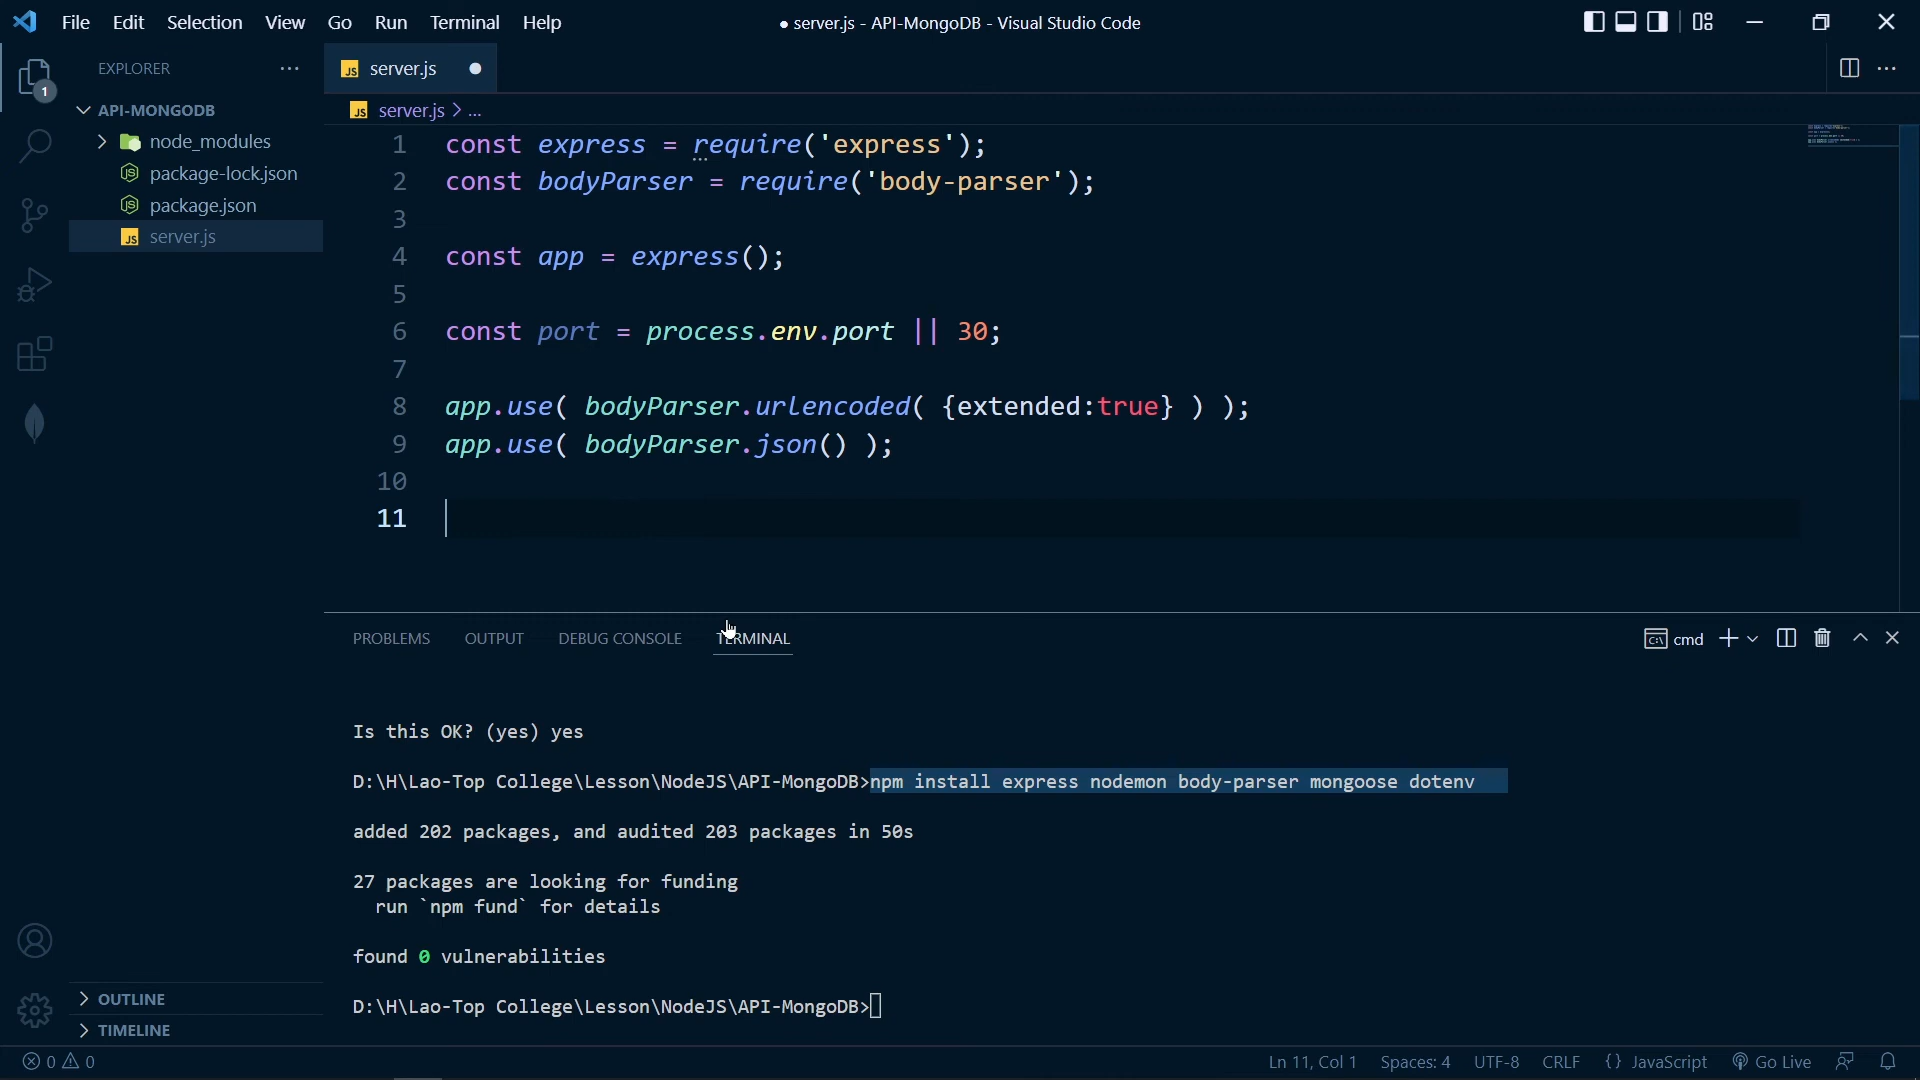 File Edit Selection View Go Run Terminal Help
● server.js - API-MongoDB - Visual Studio Code
EXPLORER ...
1
API-MONGODB
node_modules
package-lock.json
package.json
JS server.js
OUTLINE
TIMELINE
JS server.js ●
JS server.js > ...
1 const express = require('express');
2 const bodyParser = require('body-parser');
3
4 const app = express();
5
6 const port = process.env.port || 30;
7
8 app.use( bodyParser.urlencoded( {extended:true} ) );
9 app.use( bodyParser.json() );
10
11
PROBLEMS OUTPUT DEBUG CONSOLE TERMINAL
cmd
Is this OK? (yes) yes
D:\H\Lao-Top College\Lesson\NodeJS\API-MongoDB>npm install express nodemon body-parser mongoose dotenv
added 202 packages, and audited 203 packages in 50s
27 packages are looking for funding
run `npm fund` for details
found 0 vulnerabilities
D:\H\Lao-Top College\Lesson\NodeJS\API-MongoDB>
0 0
Ln 11, Col 1 Spaces: 4 UTF-8 CRLF {} JavaScript Go Live